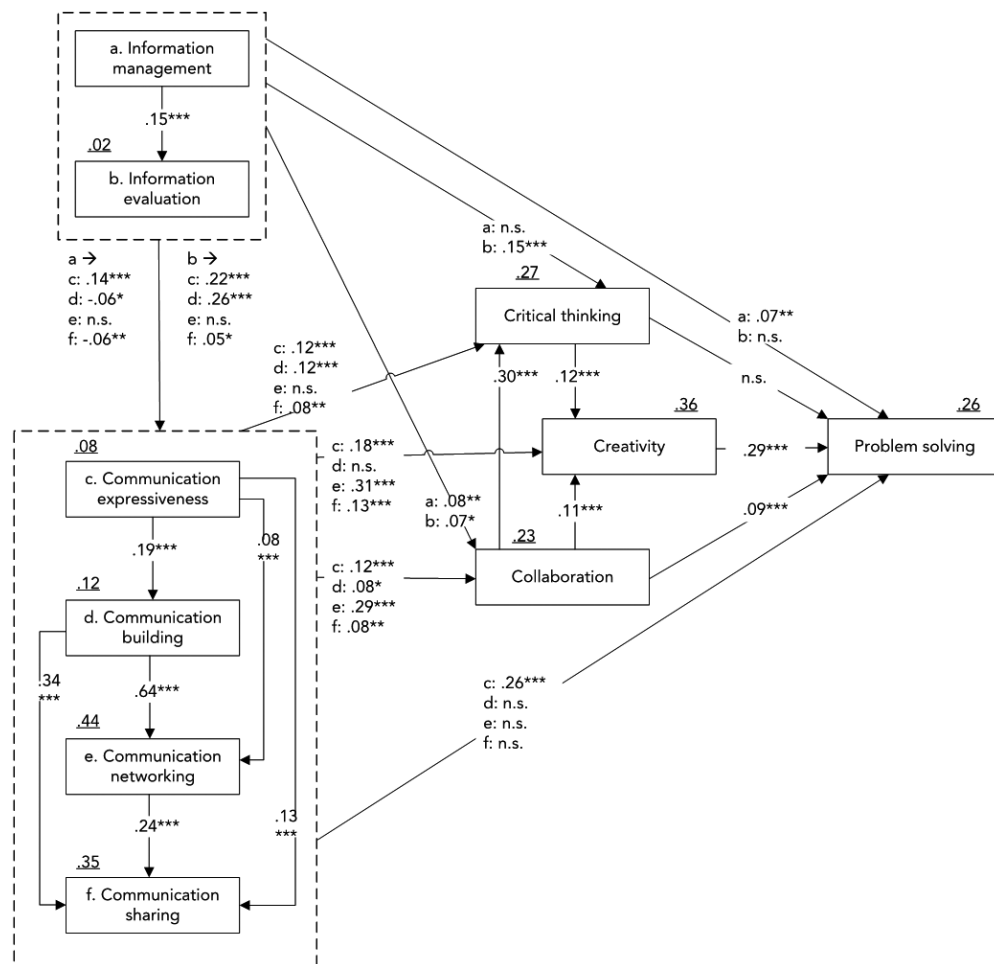 a. Information
management
.15***
.02
b. Information
evaluation
a →
c: .14***
d: -.06*
e: n.s.
f: -.06**
b →
c: .22***
d: .26***
e: n.s.
f: .05*
a: n.s.
b: .15***
.27
Critical thinking
a: .07**
b: n.s.
c: .12***
d: .12***
e: n.s.
f: .08**
.30***
.12***
n.s.
.36
Creativity
.29***
.26
Problem solving
c: .18***
d: n.s.
e: .31***
f: .13***
a: .08**
b: .07*
.11***
.09***
.23
Collaboration
c: .12***
d: .08*
e: .29***
f: .08**
.08
c. Communication
expressiveness
.19***
.08
***
.12
d. Communication
building
.34
***
.64***
.44
e. Communication
networking
.24***
.13
***
.35
f. Communication
sharing
c: .26***
d: n.s.
e: n.s.
f: n.s.